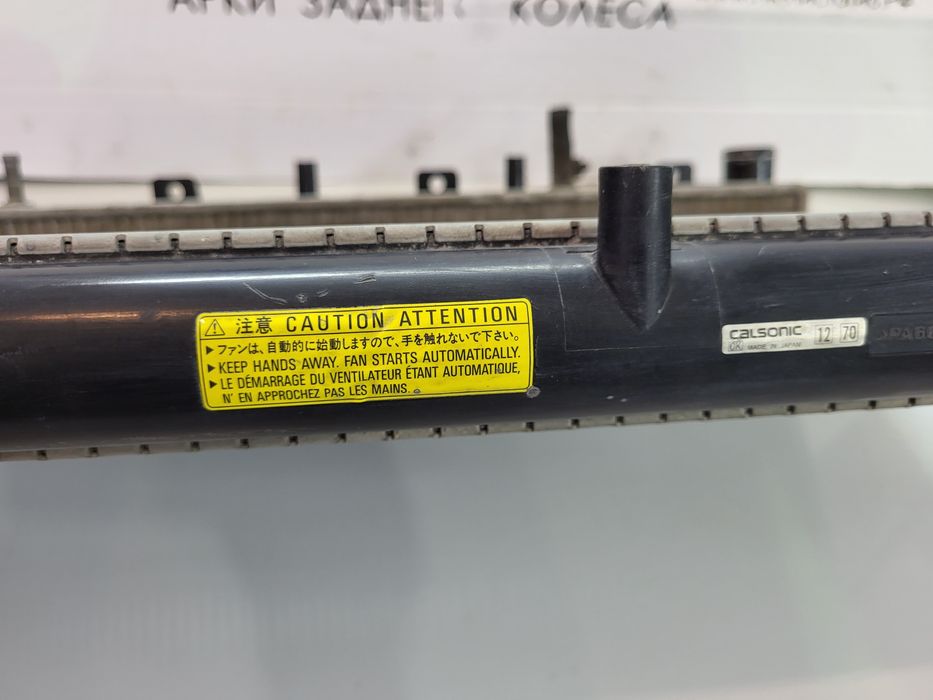 АРКИ ЗАДНЕГ КОЛЕСА
注意 CAUTION ATTENTION
▶ ファンは、自動的に始動しますので、手を触れないで下さい。
▶ KEEP HANDS AWAY. FAN STARTS AUTOMATICALLY.
▶ LE DÉMARRAGE DU VENTILATEUR ÉTANT AUTOMATIQUE,
N' EN APPROCHEZ PAS LES MAINS.
CALSONIC 12 70
MADE IN JAPAN
>PA66